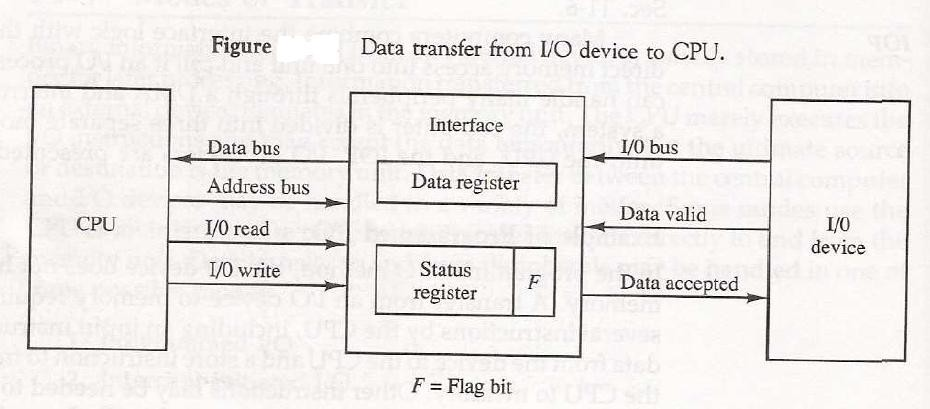 Figure Data transfer from I/O device to CPU.
Interface
Data bus
I/O bus
Data register
Address bus
Data valid
CPU
I/O read
I/O
device
I/O write
Status
register
F
Data accepted
F = Flag bit